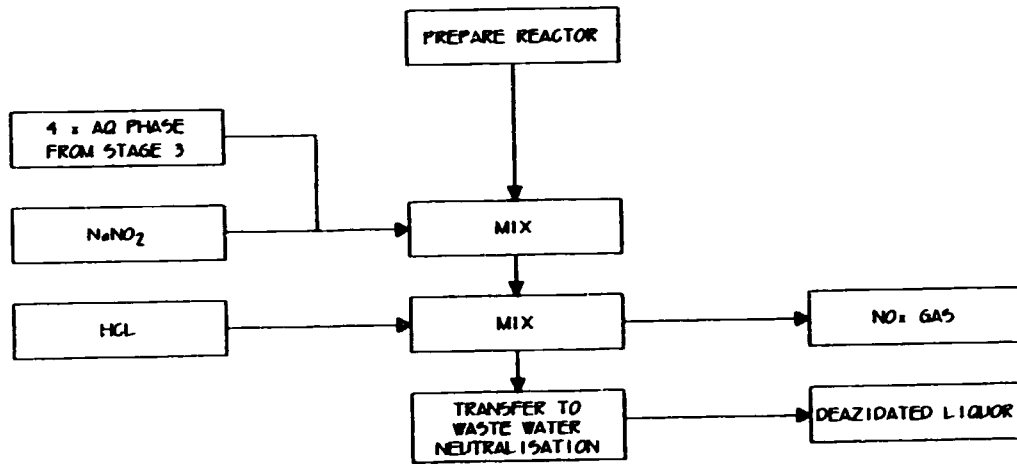 PREPARE REACTOR
4 x AQ PHASE
FROM STAGE 3
NaNO₂
MIX
HCL
MIX
NOx GAS
TRANSFER TO
WASTE WATER
NEUTRALISATION
DEAZIDATED LIQUOR